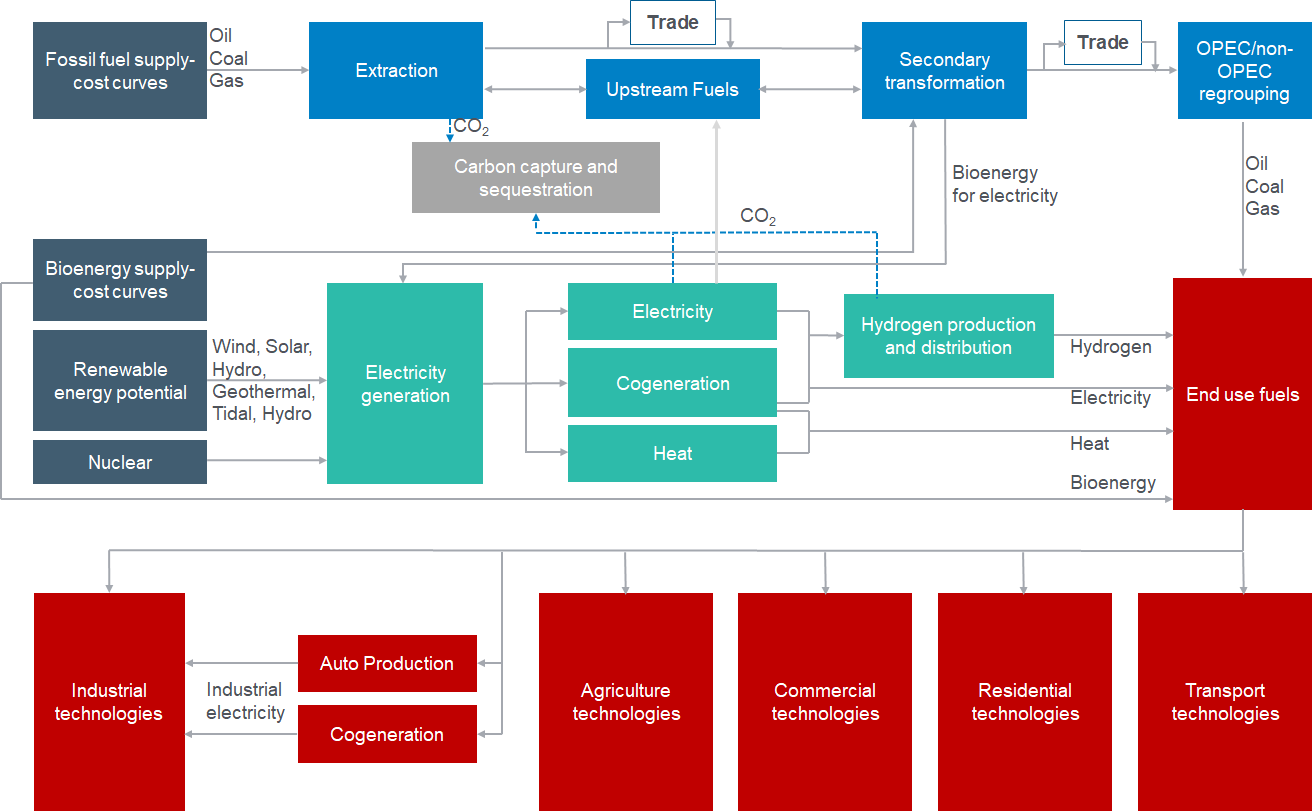 Trade
Fossil fuel supply-
cost curves
Oil
Coal
Gas
Extraction
Upstream Fuels
Secondary
transformation
Trade
OPEC/non-
OPEC
regrouping
CO2
Carbon capture and
sequestration
Bioenergy
for electricity
Oil
Coal
Gas
CO2
Bioenergy supply-
cost curves
Renewable
energy potential
Wind, Solar,
Hydro,
Geothermal,
Tidal, Hydro
Nuclear
Electricity
generation
Electricity
Cogeneration
Heat
Hydrogen production
and distribution
Hydrogen
Electricity
Heat
Bioenergy
End use fuels
Industrial
technologies
Industrial
electricity
Auto Production
Cogeneration
Agriculture
technologies
Commercial
technologies
Residential
technologies
Transport
technologies